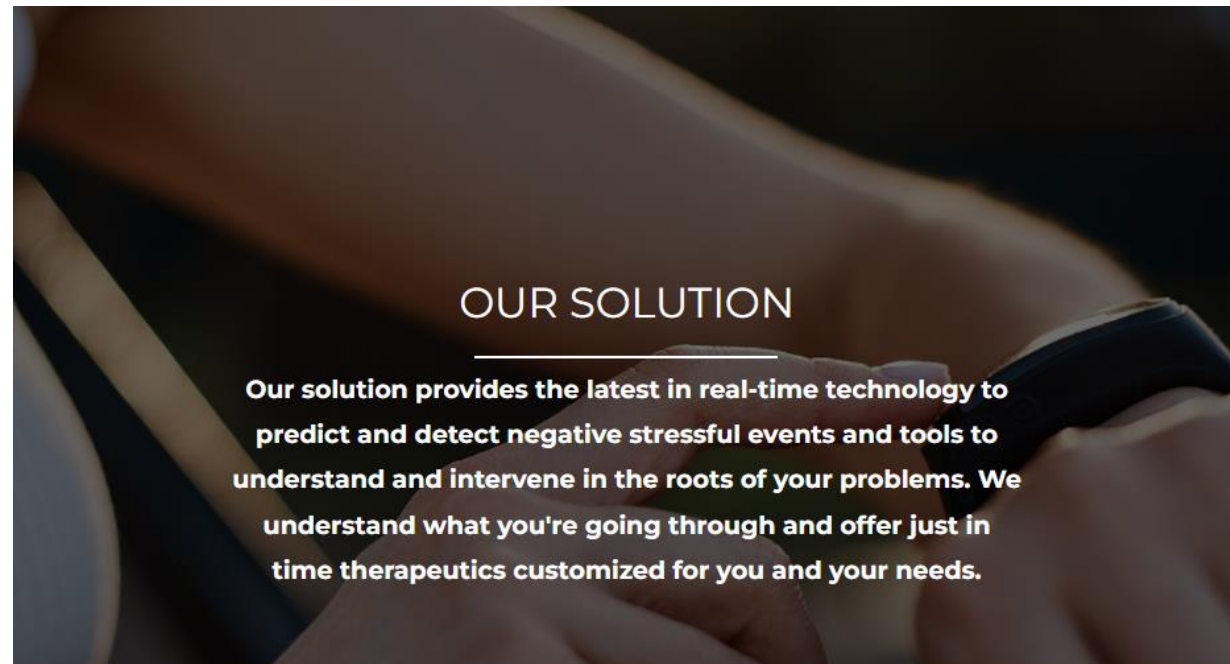 OUR SOLUTION
Our solution provides the latest in real-time technology to
predict and detect negative stressful events and tools to
understand and intervene in the roots of your problems. We
understand what you're going through and offer just in
time therapeutics customized for you and your needs.